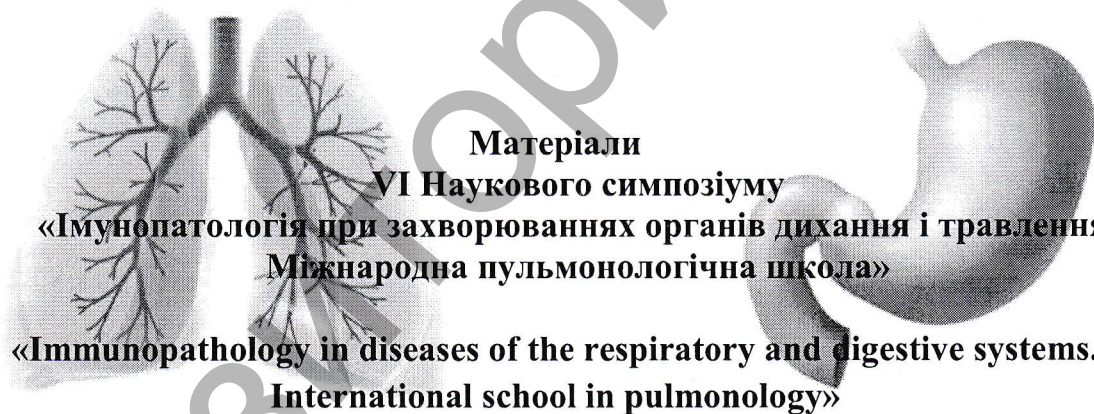 Матеріали
VI Наукового симпозіуму
«Імунопатологія при захворюваннях органів дихання і травлення
Міжнародна пульмонологічна школа»
«Immunopathology in diseases of the respiratory and digestive systems.
International school in pulmonology»